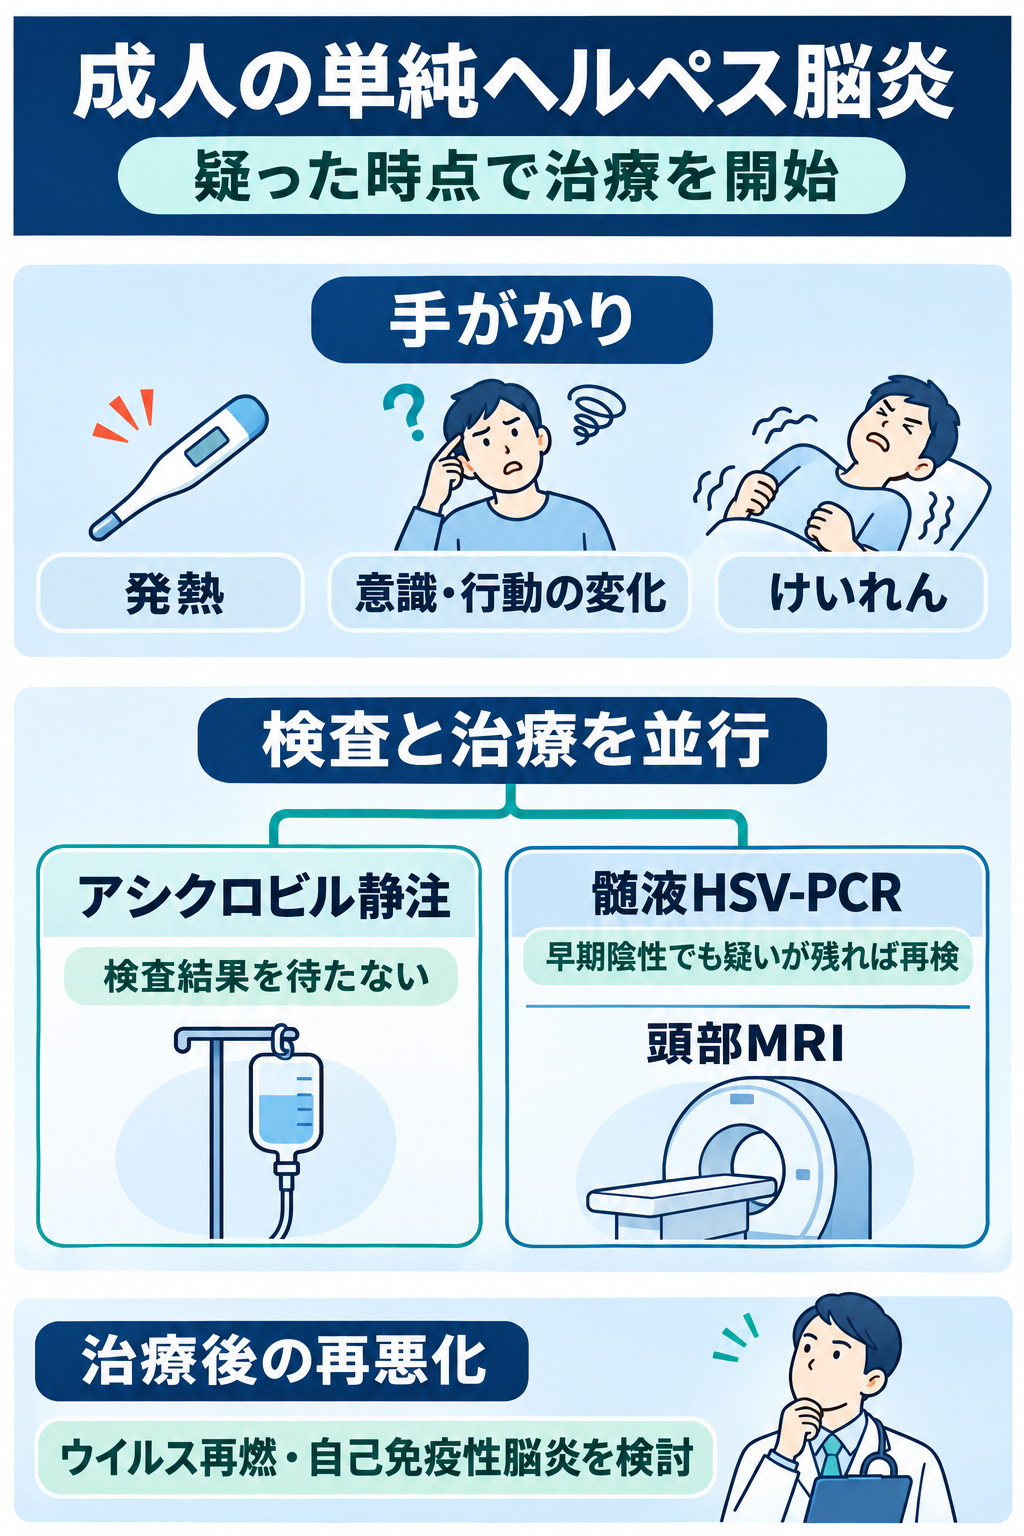 成人の単純ヘルペス脳炎
疑った時点で治療を開始
手がかり
?
発熱
意識・行動の変化
けいれん
検査と治療を並行
アシクロビル静注
検査結果を待たない
髄液HSV-PCR
早期陰性でも疑いが残れば再検
頭部MRI
治療後の再悪化
ウイルス再燃・自己免疫性脳炎を検討